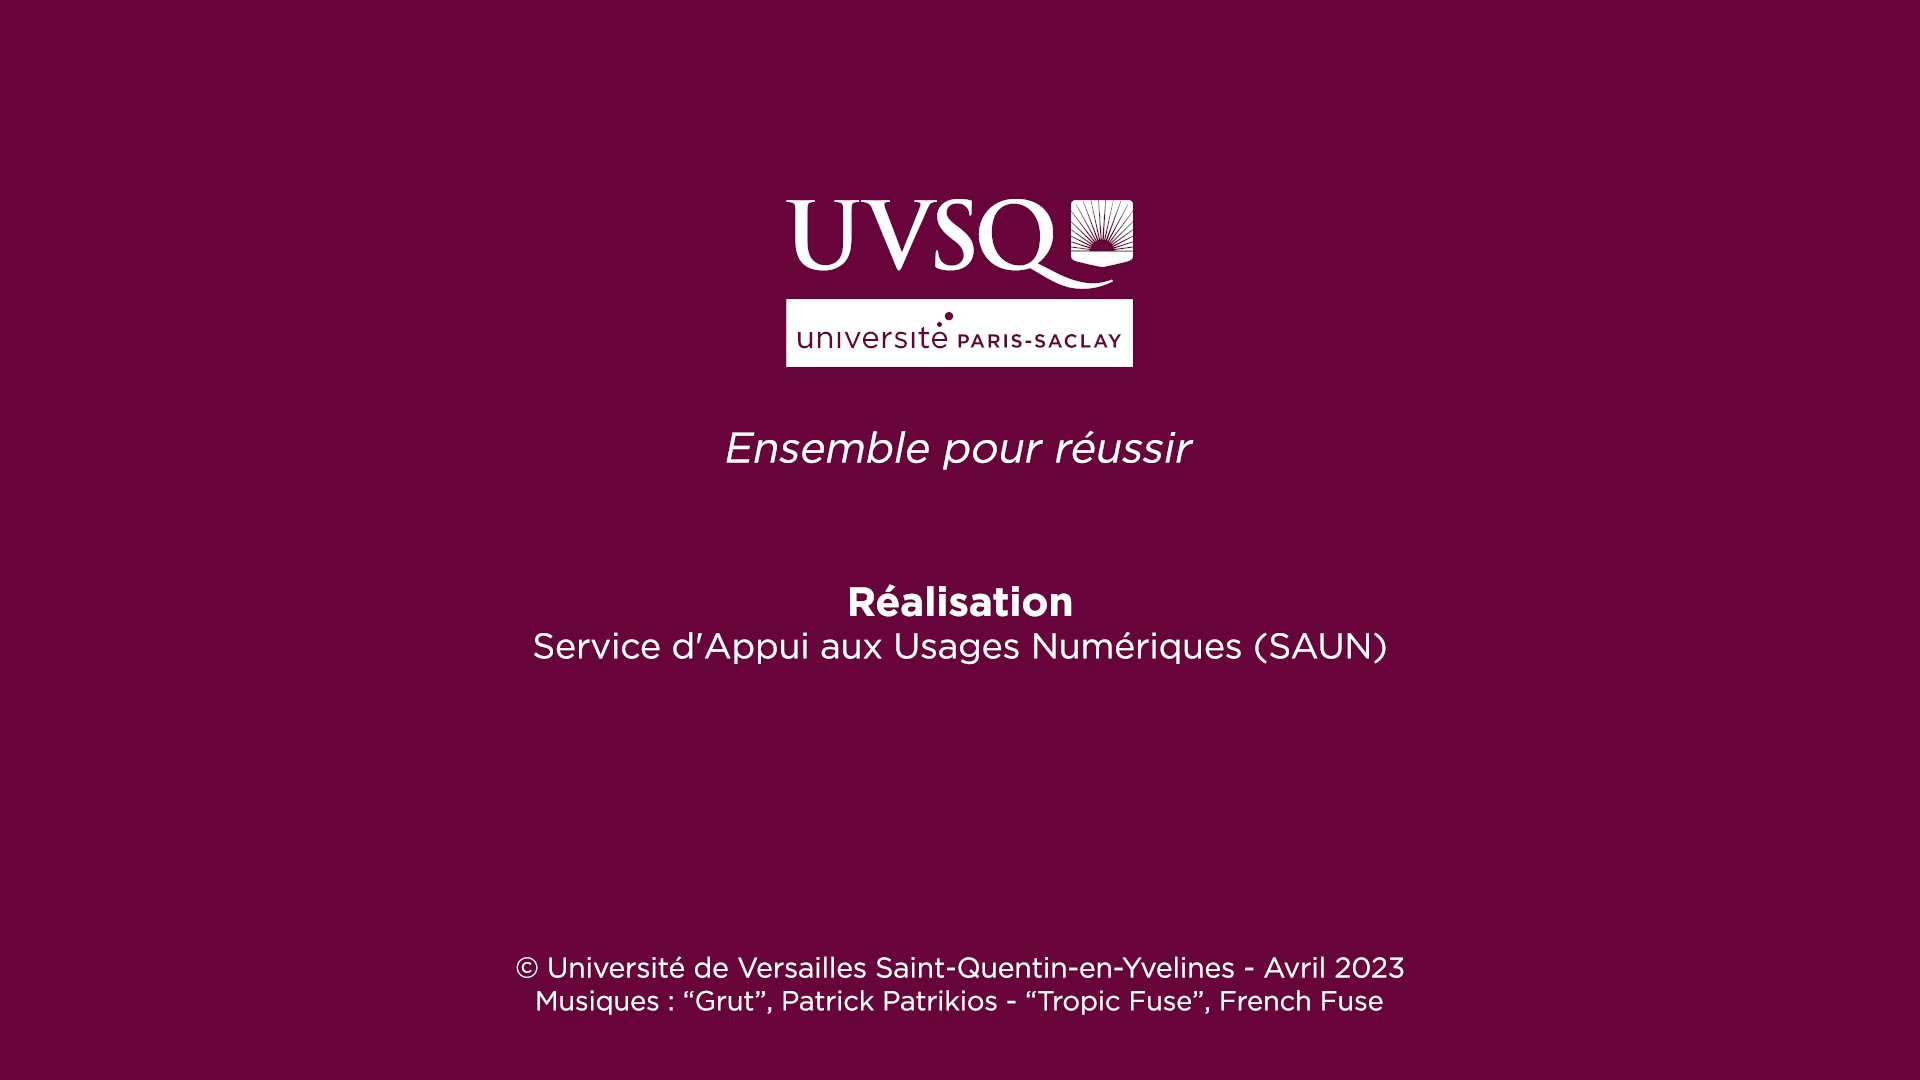 UVSQ
université PARIS-SACLAY
Ensemble pour réussir
Réalisation
Service d'Appui aux Usages Numériques (SAUN)
© Université de Versailles Saint-Quentin-en-Yvelines - Avril 2023
Musiques : “Grut”, Patrick Patrikios - “Tropic Fuse”, French Fuse